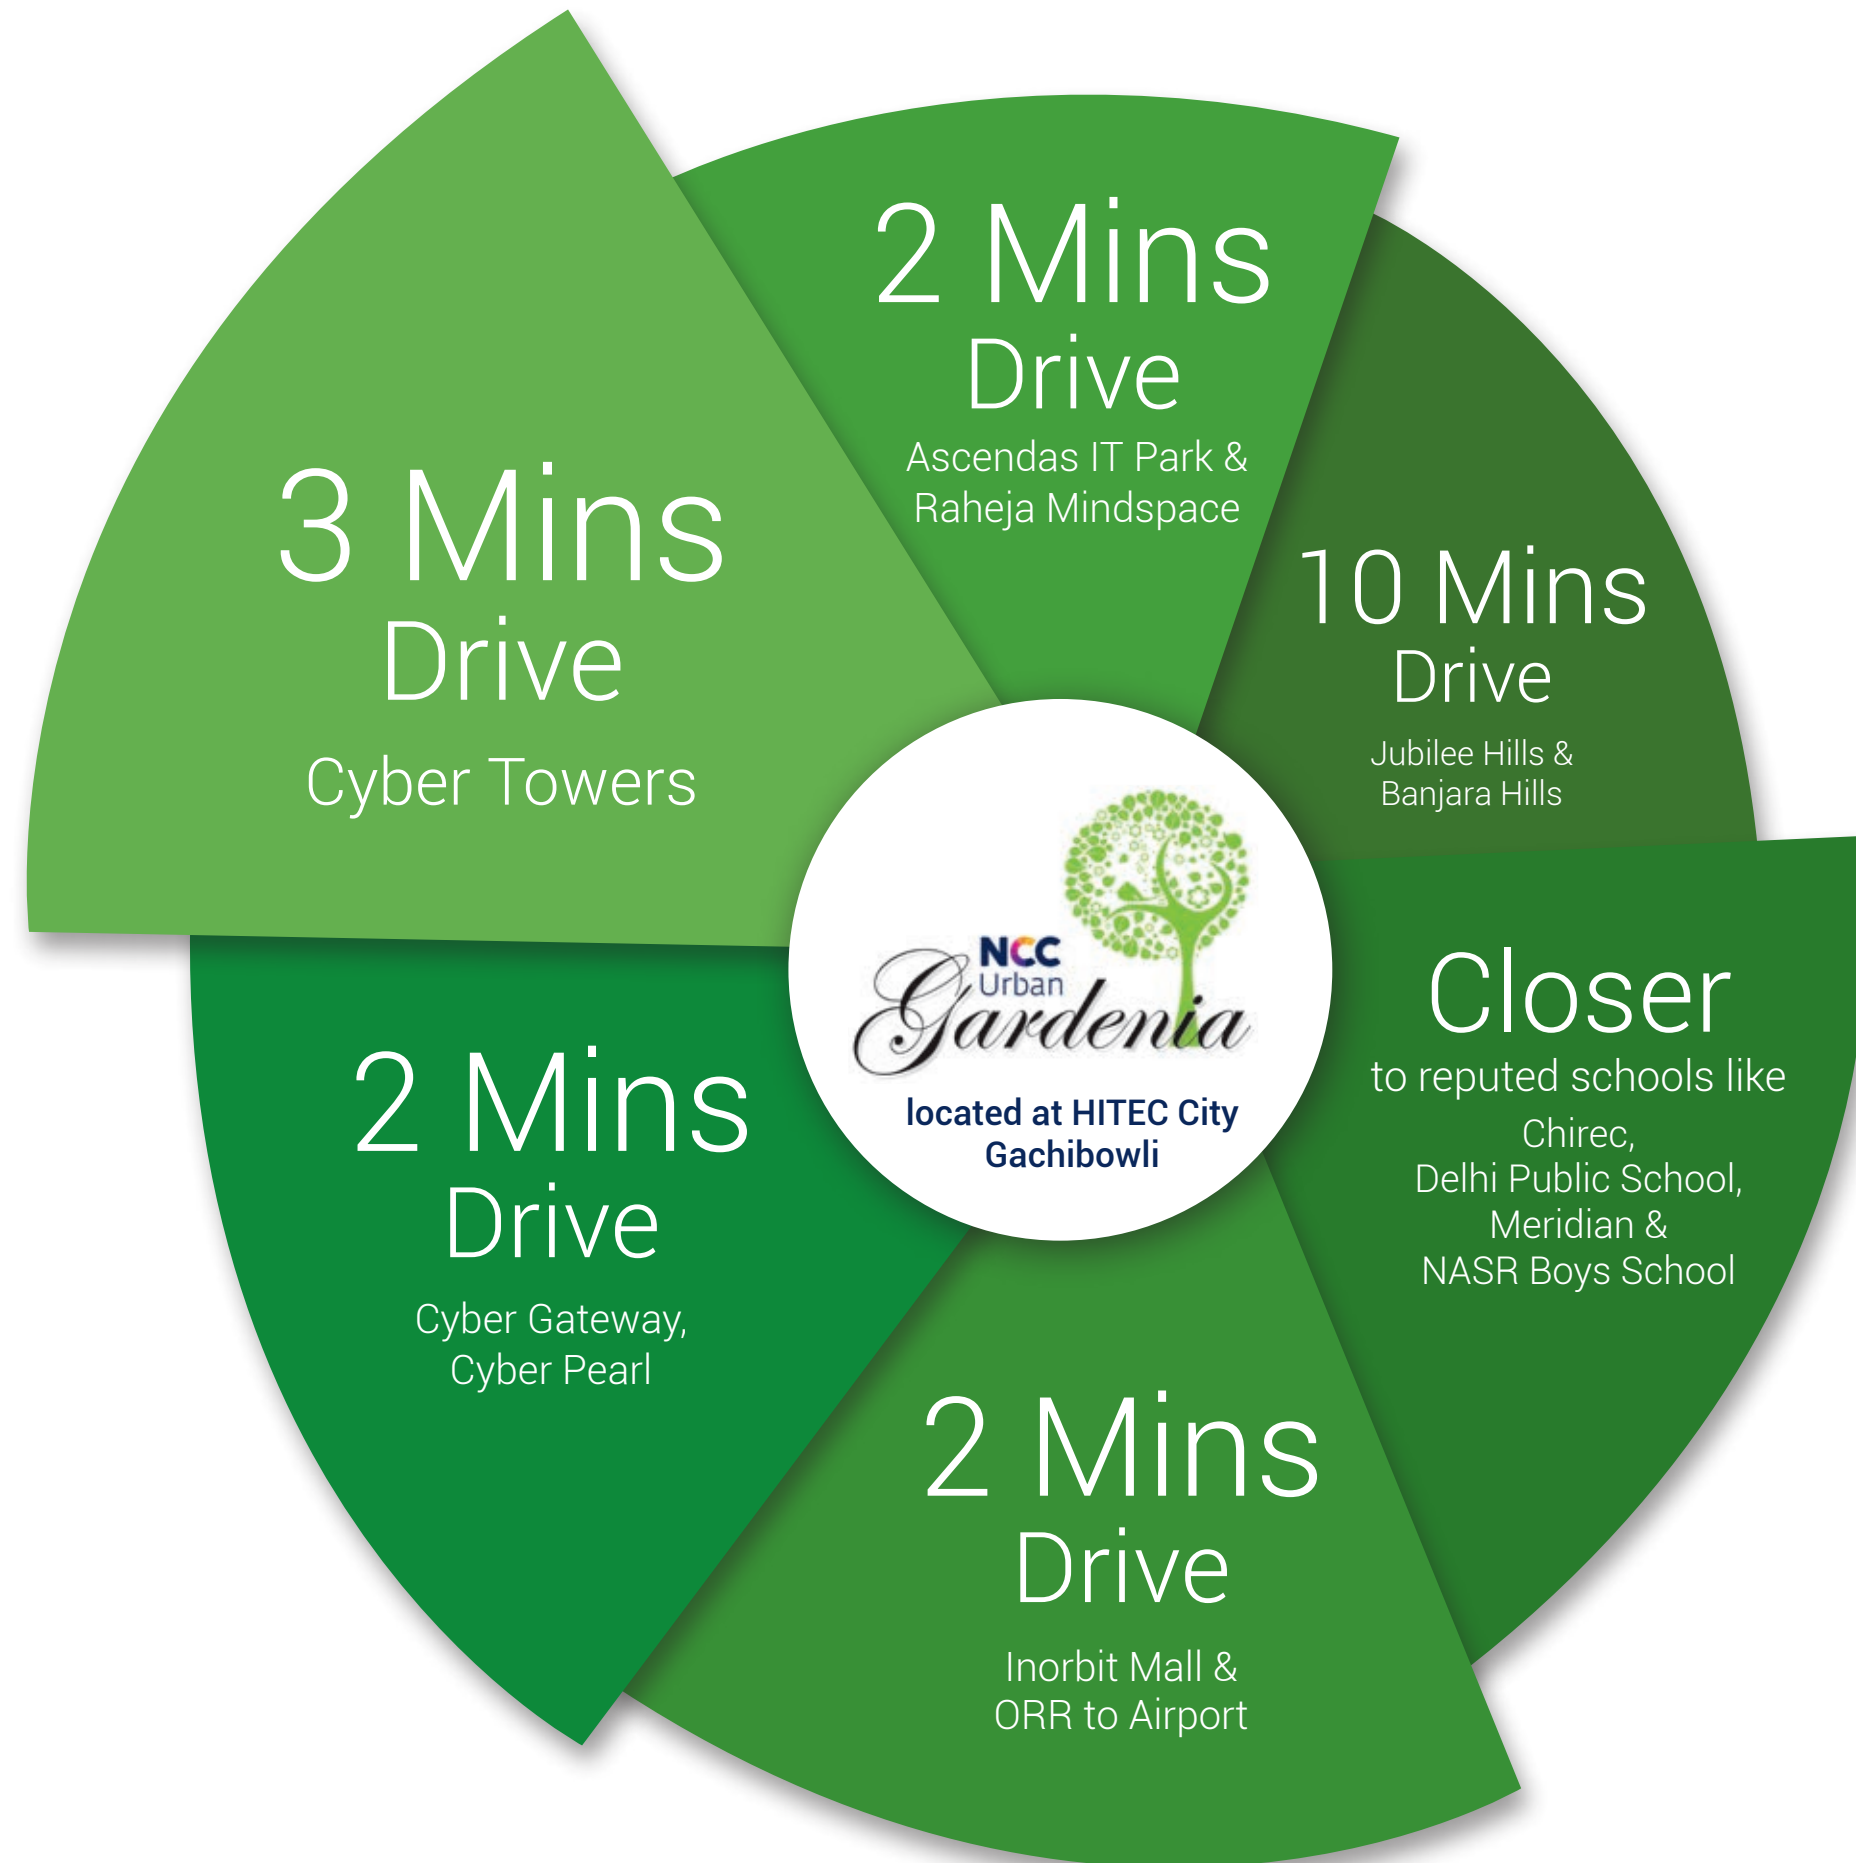 2 Mins
Drive
Ascendas IT Park &
Raheja Mindspace
3 Mins
Drive
Cyber Towers
10 Mins
Drive
Jubilee Hills &
Banjara Hills
NCC
Urban
Gardenia
located at HITEC City
Gachibowli
Closer
to reputed schools like
Chirec,
Delhi Public School,
Meridian &
NASR Boys School
2 Mins
Drive
Cyber Gateway,
Cyber Pearl
2 Mins
Drive
Inorbit Mall &
ORR to Airport